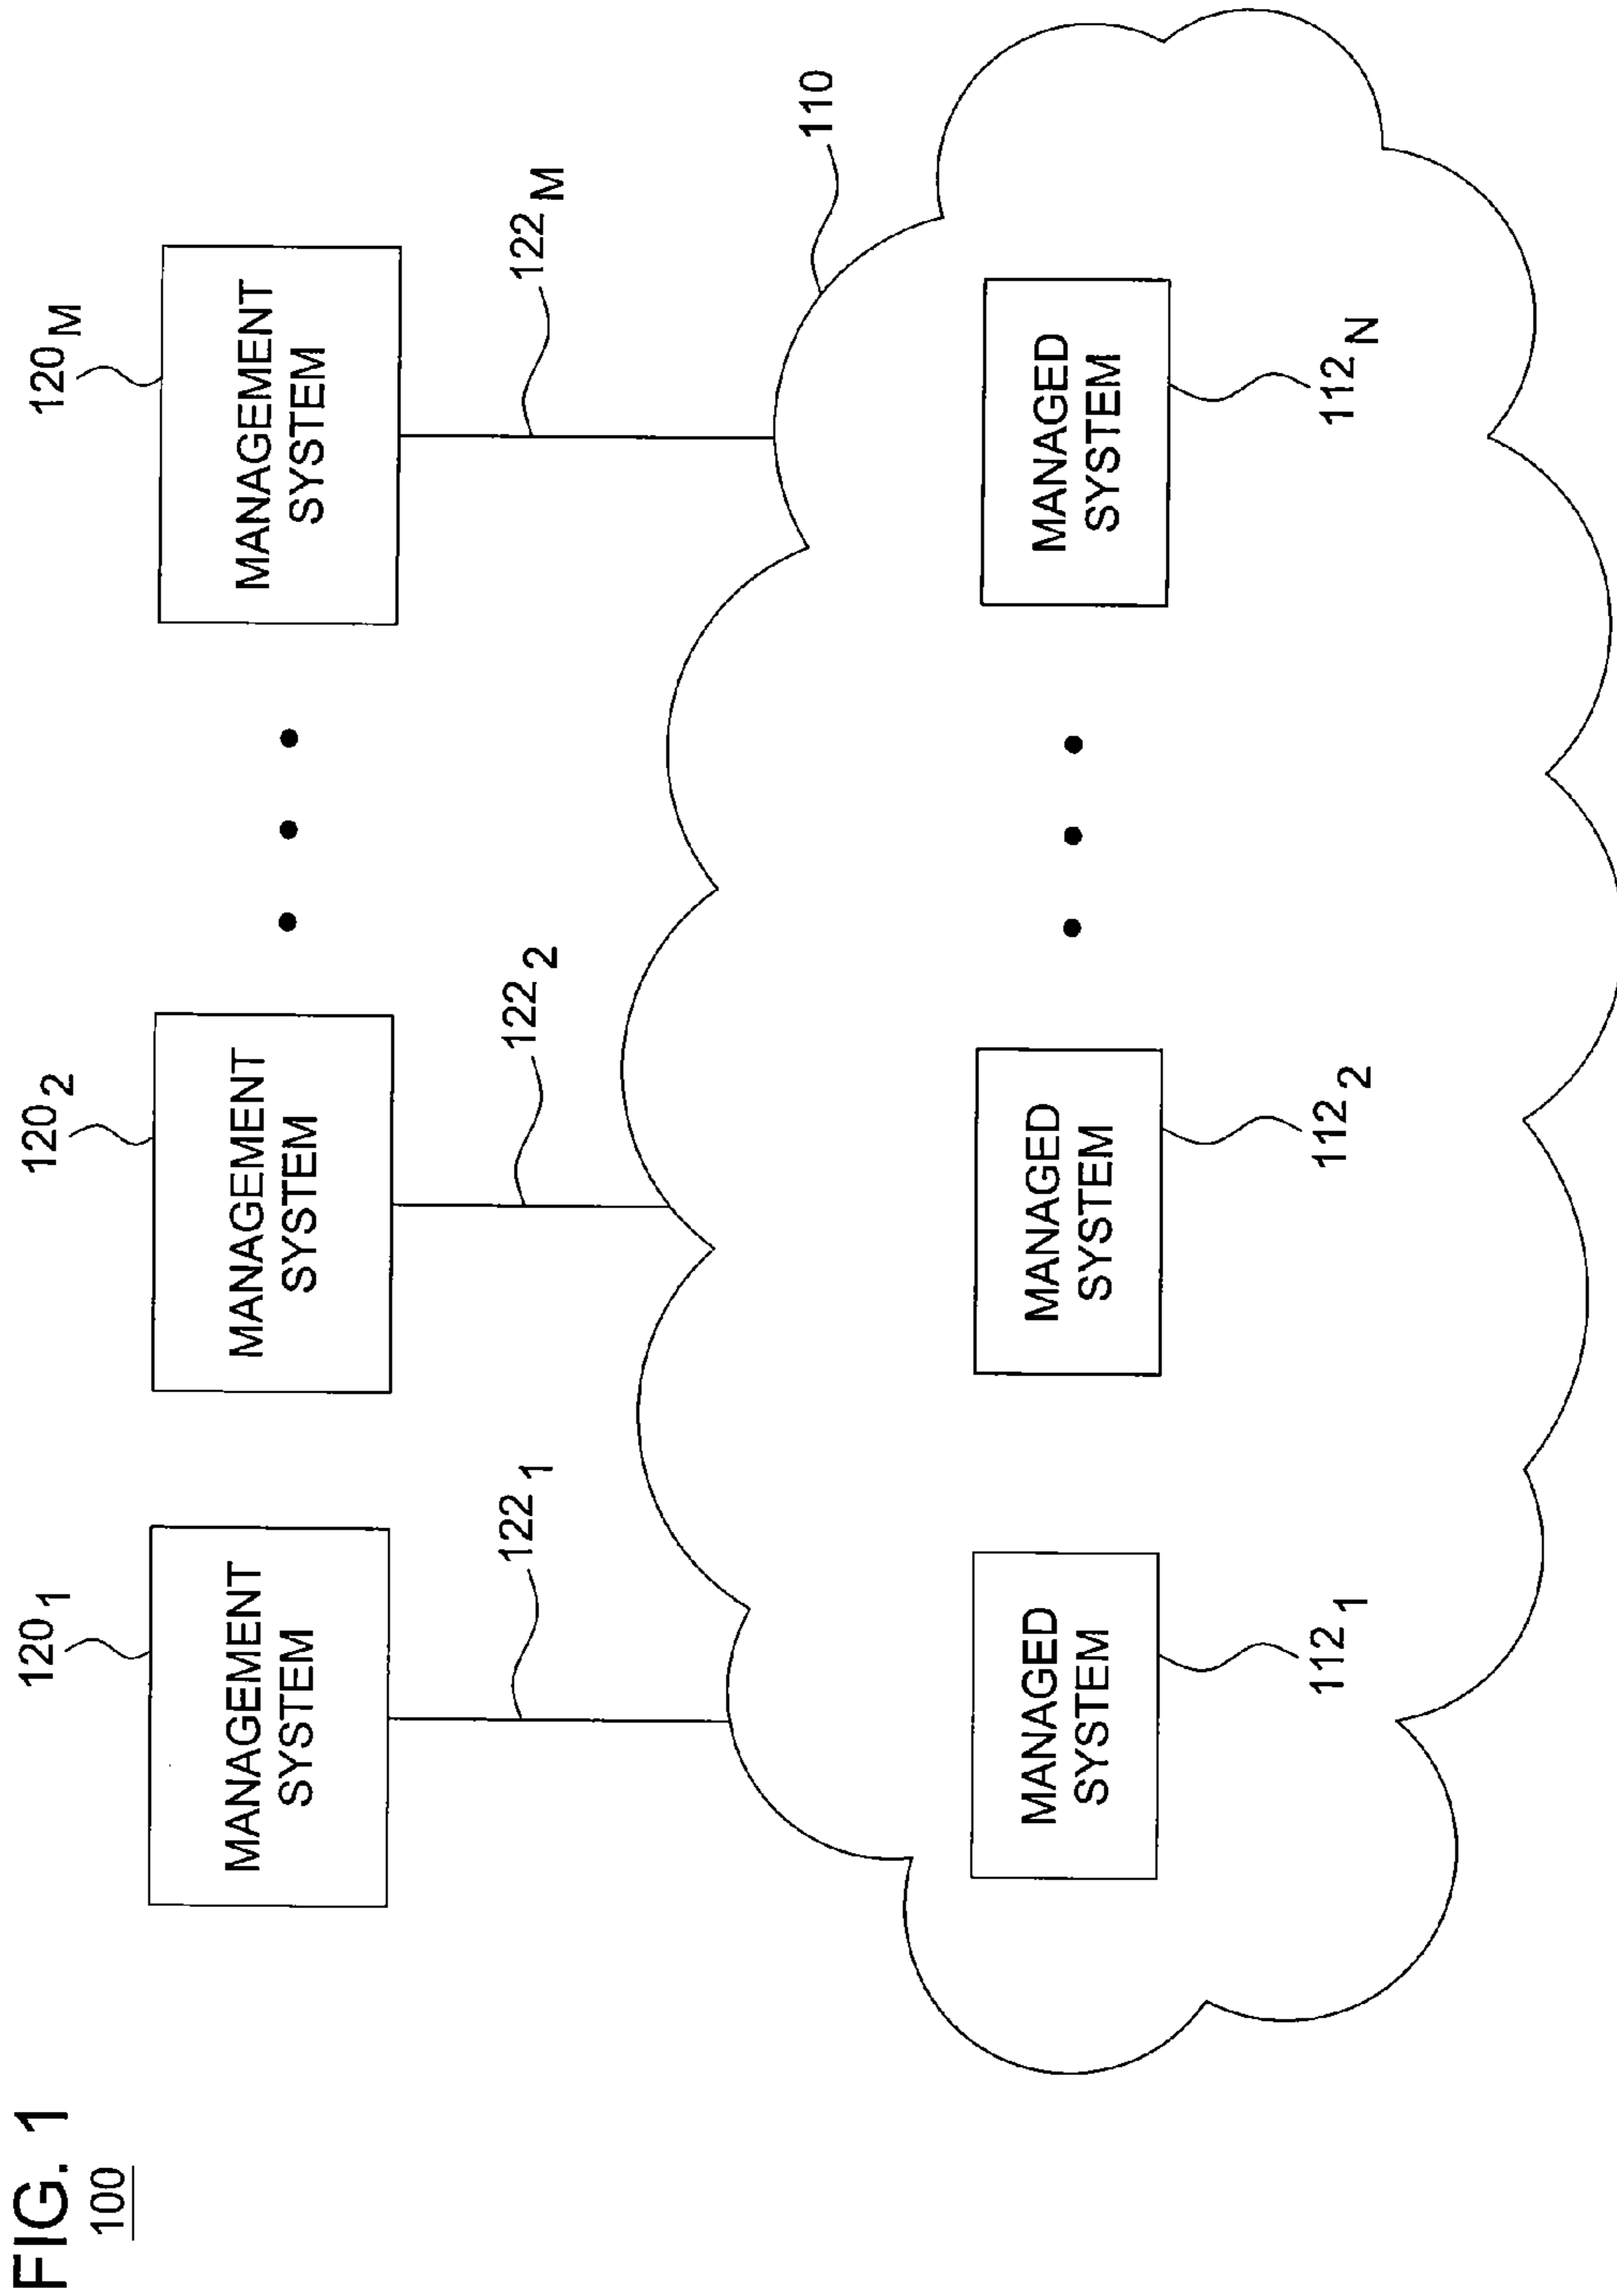 FIG. 1
100
120₁
120₂
120M
MANAGEMENT
SYSTEM
MANAGEMENT
SYSTEM
MANAGEMENT
SYSTEM
122₁
122₂
122M
110
MANAGED
SYSTEM
MANAGED
SYSTEM
MANAGED
SYSTEM
112₁
112₂
112N